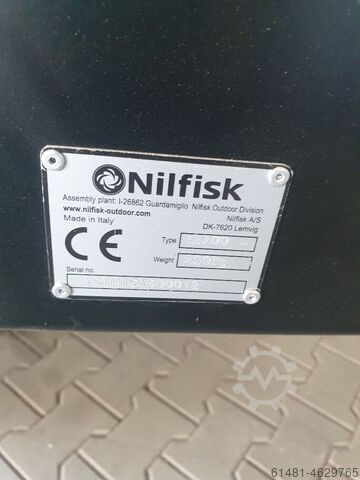 Nilfisk
Assembly plant: I-26862 Guardamiglio Nilfisk Outdoor Division
www.nilfisk-outdoor.com Nilfisk A/S
Made in Italy DK-7620 Lemvig
CE Type
Weight
Serial no.
61481-4629765